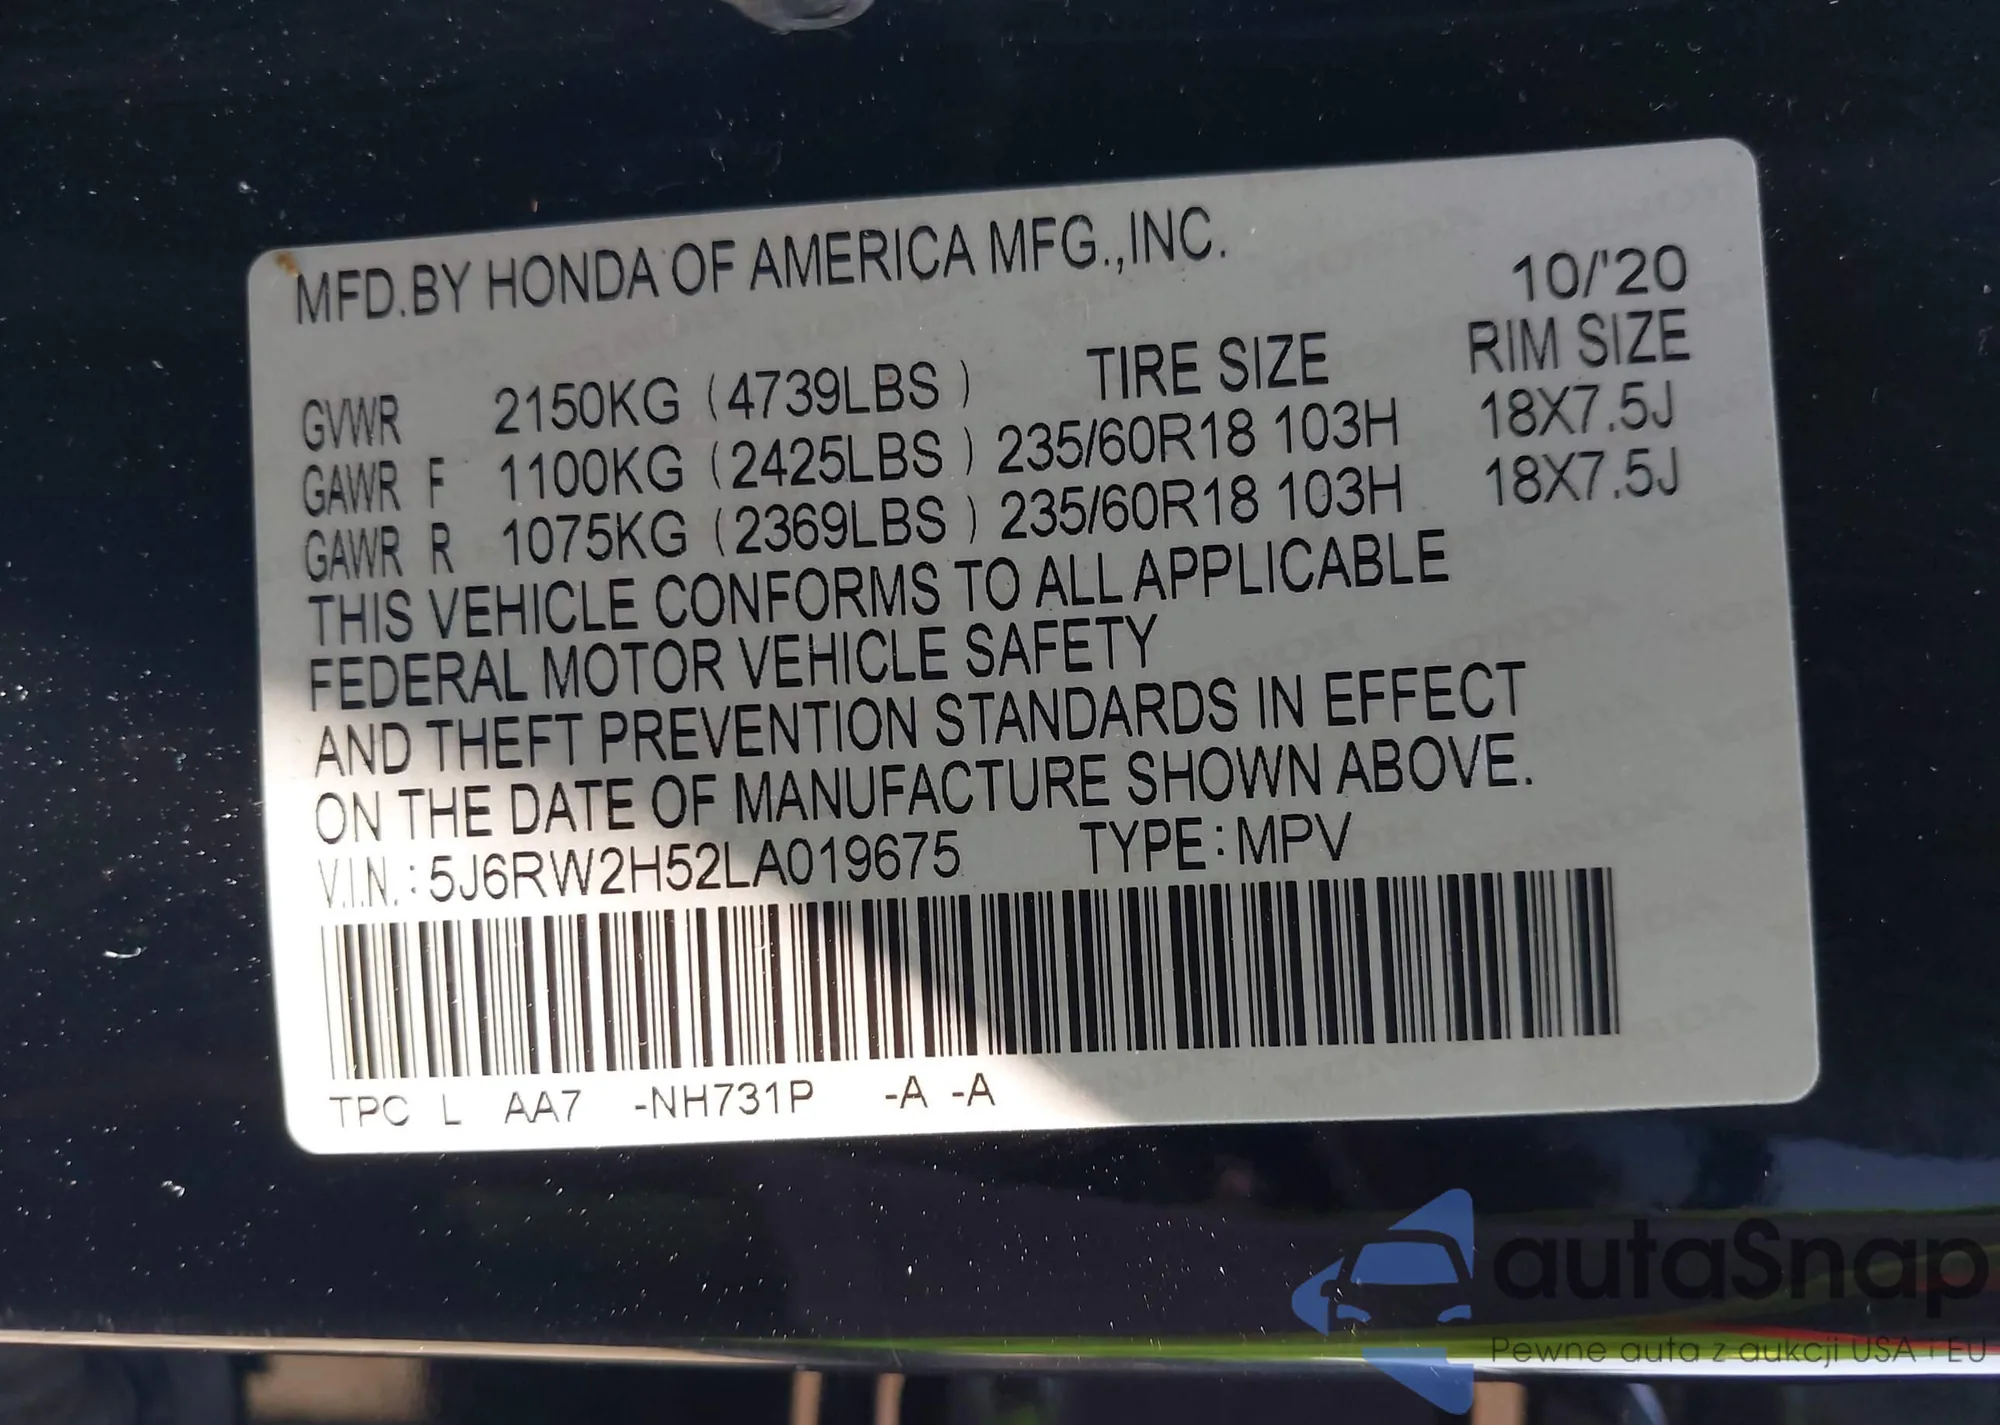 MFD.BY HONDA OF AMERICA MFG.,INC.
10/'20
TIRE SIZE RIM SIZE
GVWR 2150KG (4739LBS )
GAWR F 1100KG (2425LBS ) 235/60R18 103H 18X7.5J
GAWR R 1075KG (2369LBS ) 235/60R18 103H 18X7.5J
THIS VEHICLE CONFORMS TO ALL APPLICABLE
FEDERAL MOTOR VEHICLE SAFETY
AND THEFT PREVENTION STANDARDS IN EFFECT
ON THE DATE OF MANUFACTURE SHOWN ABOVE.
V.I.N.:5J6RW2H52LA019675 TYPE:MPV
TPC L AA7 -NH731P -A -A
autaSnap
Pewne auta z aukcji USA i EU